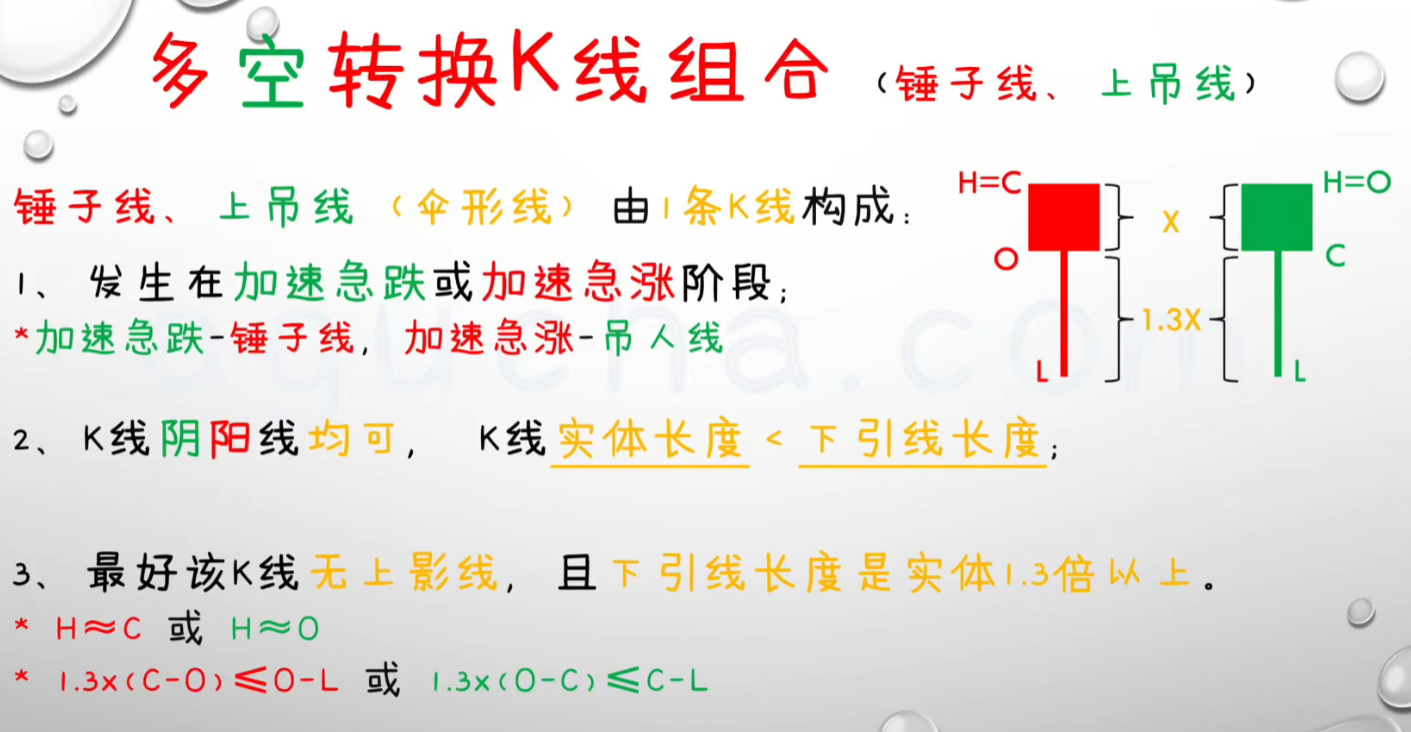 多空转换K线组合（锤子线、上吊线）
锤子线、上吊线（伞形线）由1条K线构成：
1、发生在加速急跌或加速急涨阶段；
*加速急跌-锤子线，加速急涨-吊人线
2、K线阴阳线均可，K线实体长度<下引线长度；
3、最好该K线无上影线，且下引线长度是实体1.3倍以上。
* H≈C 或 H≈O
* 1.3x(C-O)≤O-L 或 1.3x(O-C)≤C-L
H=C
O
L
X
1.3X
H=O
C
L